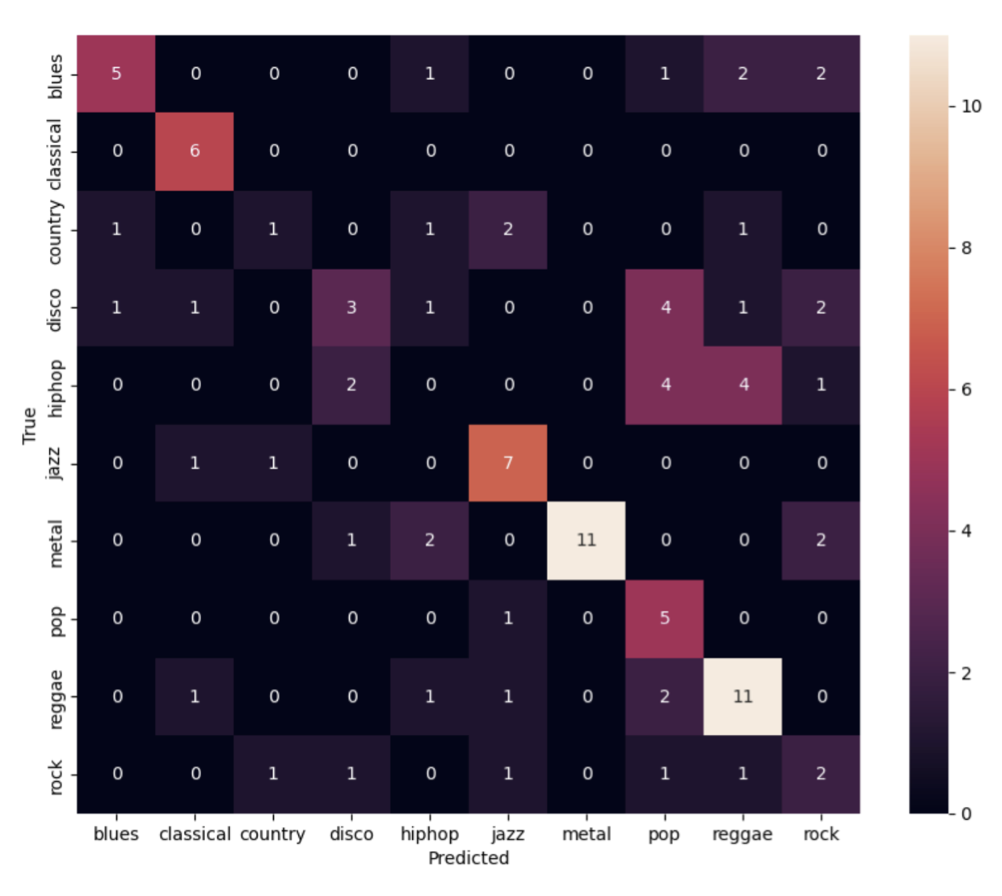 blues 5 0 0 0 1 0 0 1 2 2
classical 0 6 0 0 0 0 0 0 0 0
country 1 0 1 0 1 2 0 0 1 0
disco 1 1 0 3 1 0 0 4 1 2
hiphop 0 0 0 2 0 0 0 4 4 1
True
jazz 0 1 1 0 0 7 0 0 0 0
metal 0 0 0 1 2 0 11 0 0 2
pop 0 0 0 0 0 1 0 5 0 0
reggae 0 1 0 0 1 1 0 2 11 0
rock 0 0 1 1 0 1 0 1 1 2
blues classical country disco hiphop jazz metal pop reggae rock
Predicted
10
8
6
4
2
0